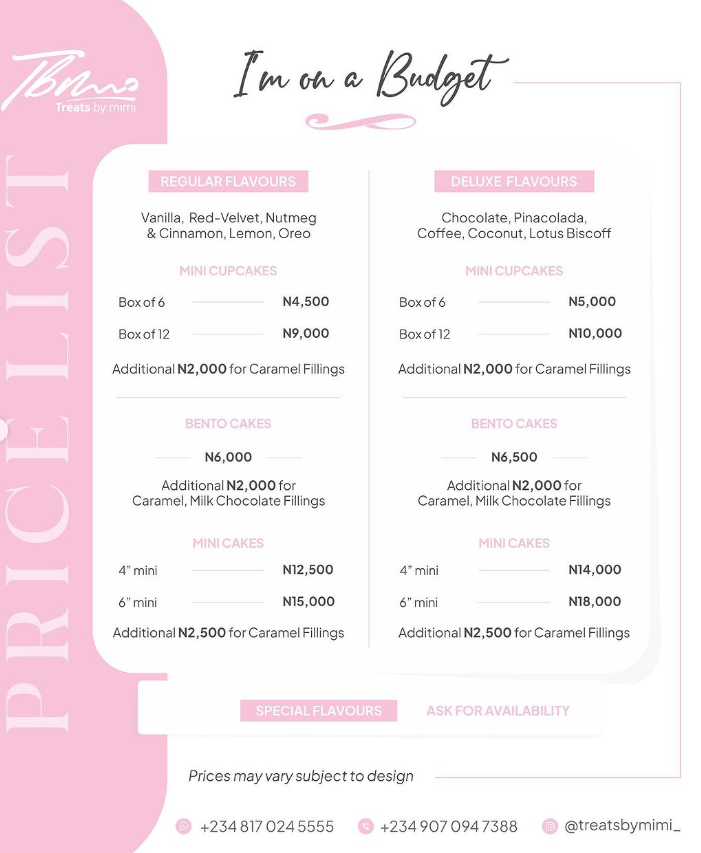 TBmo
Treats by mimi
PRICE LIST
I'm on a Budget
REGULAR FLAVOURS
Vanilla, Red-Velvet, Nutmeg
& Cinnamon, Lemon, Oreo
MINI CUPCAKES
Box of 6 N4,500
Box of 12 N9,000
Additional N2,000 for Caramel Fillings
BENTO CAKES
N6,000
Additional N2,000 for
Caramel, Milk Chocolate Fillings
MINI CAKES
4" mini N12,500
6" mini N15,000
Additional N2,500 for Caramel Fillings
DELUXE FLAVOURS
Chocolate, Pinacolada,
Coffee, Coconut, Lotus Biscoff
MINI CUPCAKES
Box of 6 N5,000
Box of 12 N10,000
Additional N2,000 for Caramel Fillings
BENTO CAKES
N6,500
Additional N2,000 for
Caramel, Milk Chocolate Fillings
MINI CAKES
4" mini N14,000
6" mini N18,000
Additional N2,500 for Caramel Fillings
SPECIAL FLAVOURS ASK FOR AVAILABILITY
Prices may vary subject to design
+234 817 024 5555 +234 907 094 7388 @treatsbymimi_